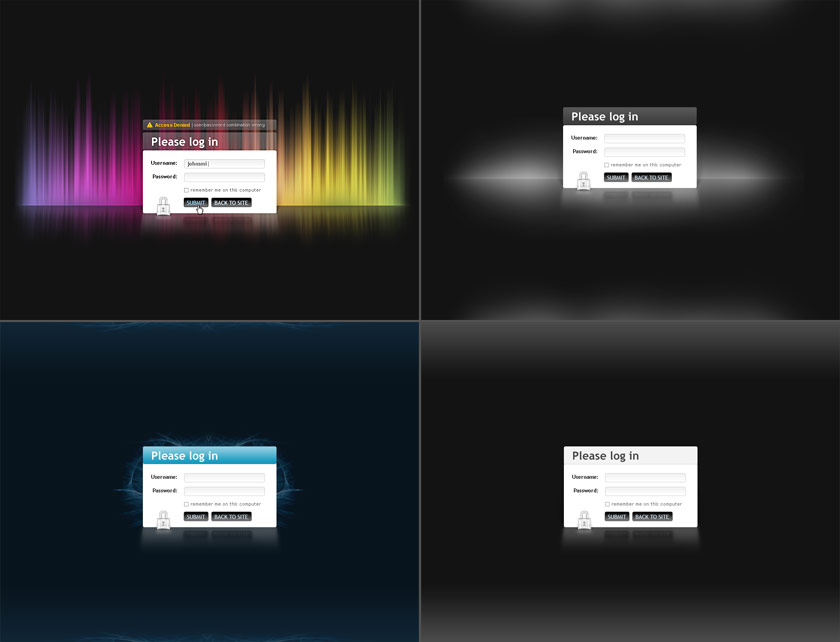 Access Denied | user/password combination wrong
Please log in
Username: johnsmi|
Password:
remember me on this computer
SUBMIT BACK TO SITE
Please log in
Username:
Password:
remember me on this computer
SUBMIT BACK TO SITE
Please log in
Username:
Password:
remember me on this computer
SUBMIT BACK TO SITE
Please log in
Username:
Password:
remember me on this computer
SUBMIT BACK TO SITE